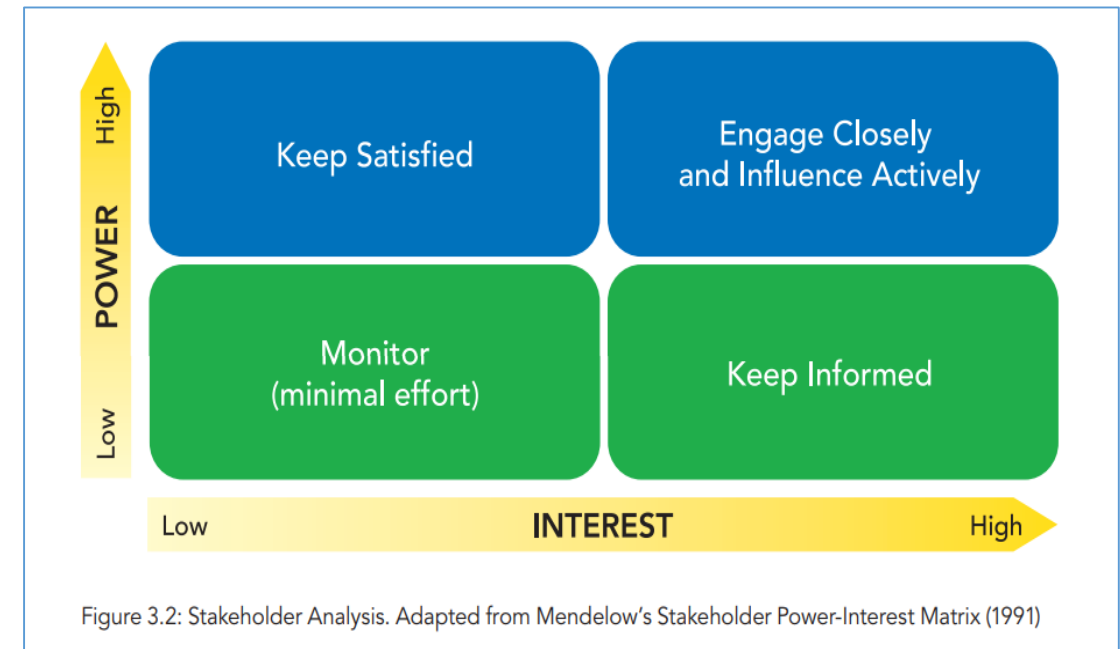 High
POWER
Low
Keep Satisfied
Engage Closely
and Influence Actively
Monitor
(minimal effort)
Keep Informed
Low
INTEREST
High
Figure 3.2: Stakeholder Analysis. Adapted from Mendelow's Stakeholder Power-Interest Matrix (1991)